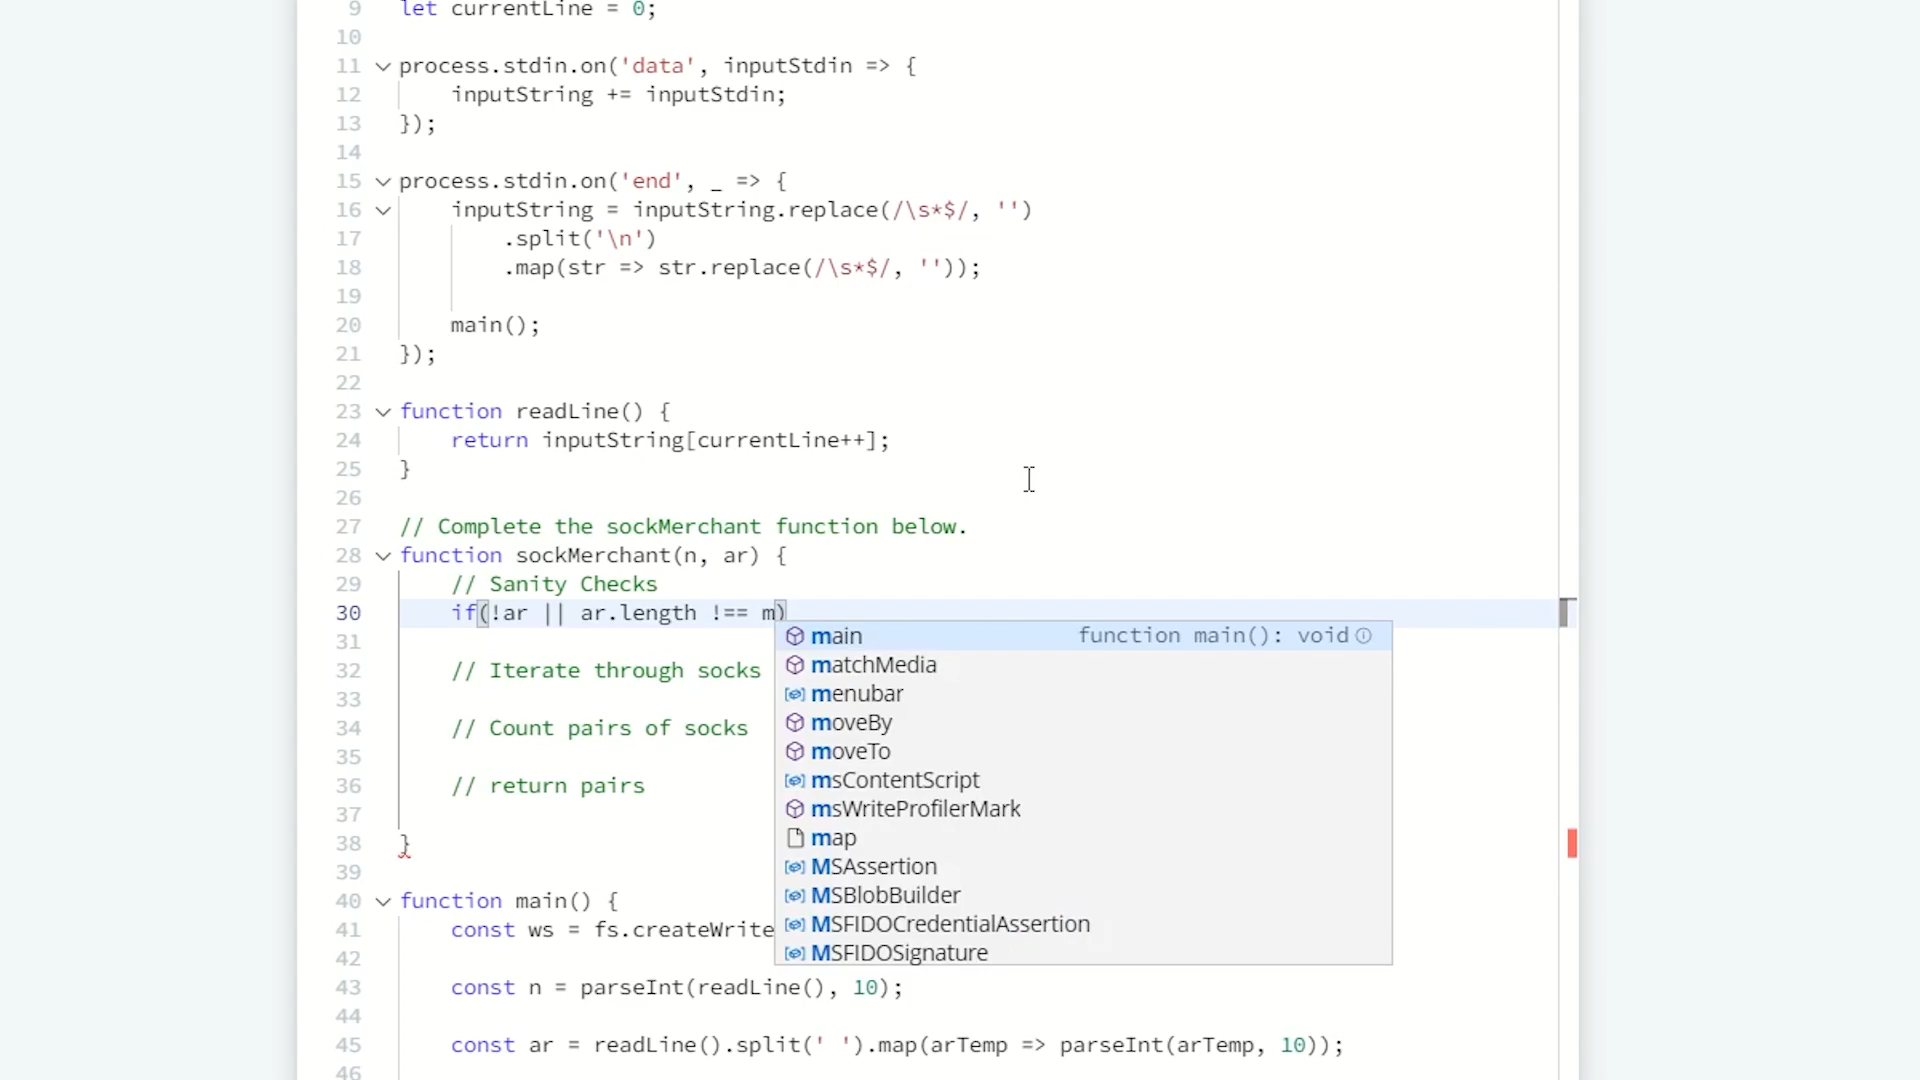 9 let currentLine = 0;
10
11 process.stdin.on('data', inputStdin => {
12 inputString += inputStdin;
13 });
14
15 process.stdin.on('end', _ => {
16 inputString = inputString.replace(/\s*$/, '')
17 .split('\n')
18 .map(str => str.replace(/\s*$/, ''));
19
20 main();
21 });
22
23 function readLine() {
24 return inputString[currentLine++];
25 }
26
27 // Complete the sockMerchant function below.
28 function sockMerchant(n, ar) {
29 // Sanity Checks
30 if(!ar || ar.length !== m)
main function main(): void
31
matchMedia
32 // Iterate through socks
menubar
33
moveBy
34 // Count pairs of socks
moveTo
35
msContentScript
36 // return pairs
msWriteProfilerMark
37
map
38 }
MSAssertion
39
MSBlobBuilder
40 function main() {
MSFIDOCredentialAssertion
41 const ws = fs.createWrite
MSFIDOSignature
42
43 const n = parseInt(readLine(), 10);
44
45 const ar = readLine().split(' ').map(arTemp => parseInt(arTemp, 10));
46